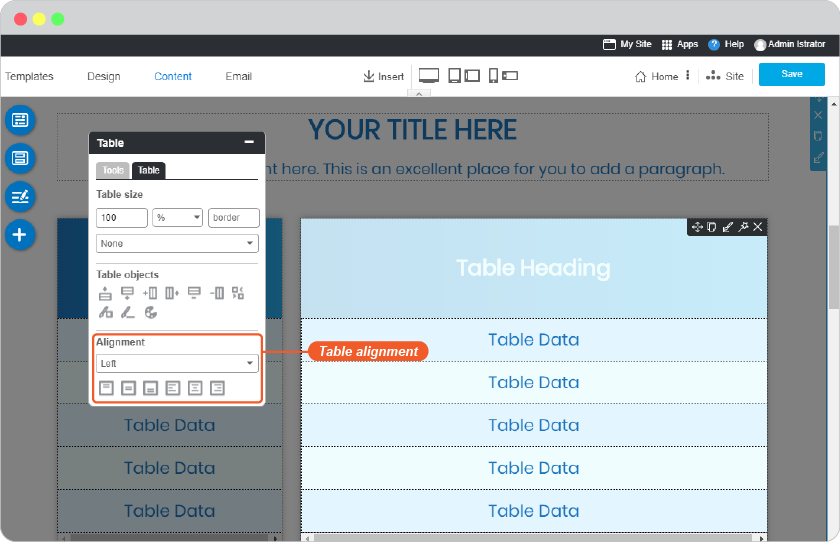 My Site Apps Help Admin Istrator
Templates Design Content Email Insert Home Site Save
YOUR TITLE HERE
nt here. This is an excellent place for you to add a paragraph.
Table
Tools Table
Table size
100 % border
None
Table objects
Alignment
Left
Table alignment
Table Heading
Table Data
Table Data
Table Data Table Data
Table Data Table Data
Table Data Table Data